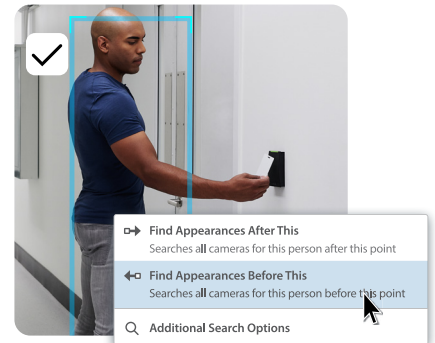 Find Appearances After This
Searches all cameras for this person after this point
Find Appearances Before This
Searches all cameras for this person before this point
Additional Search Options